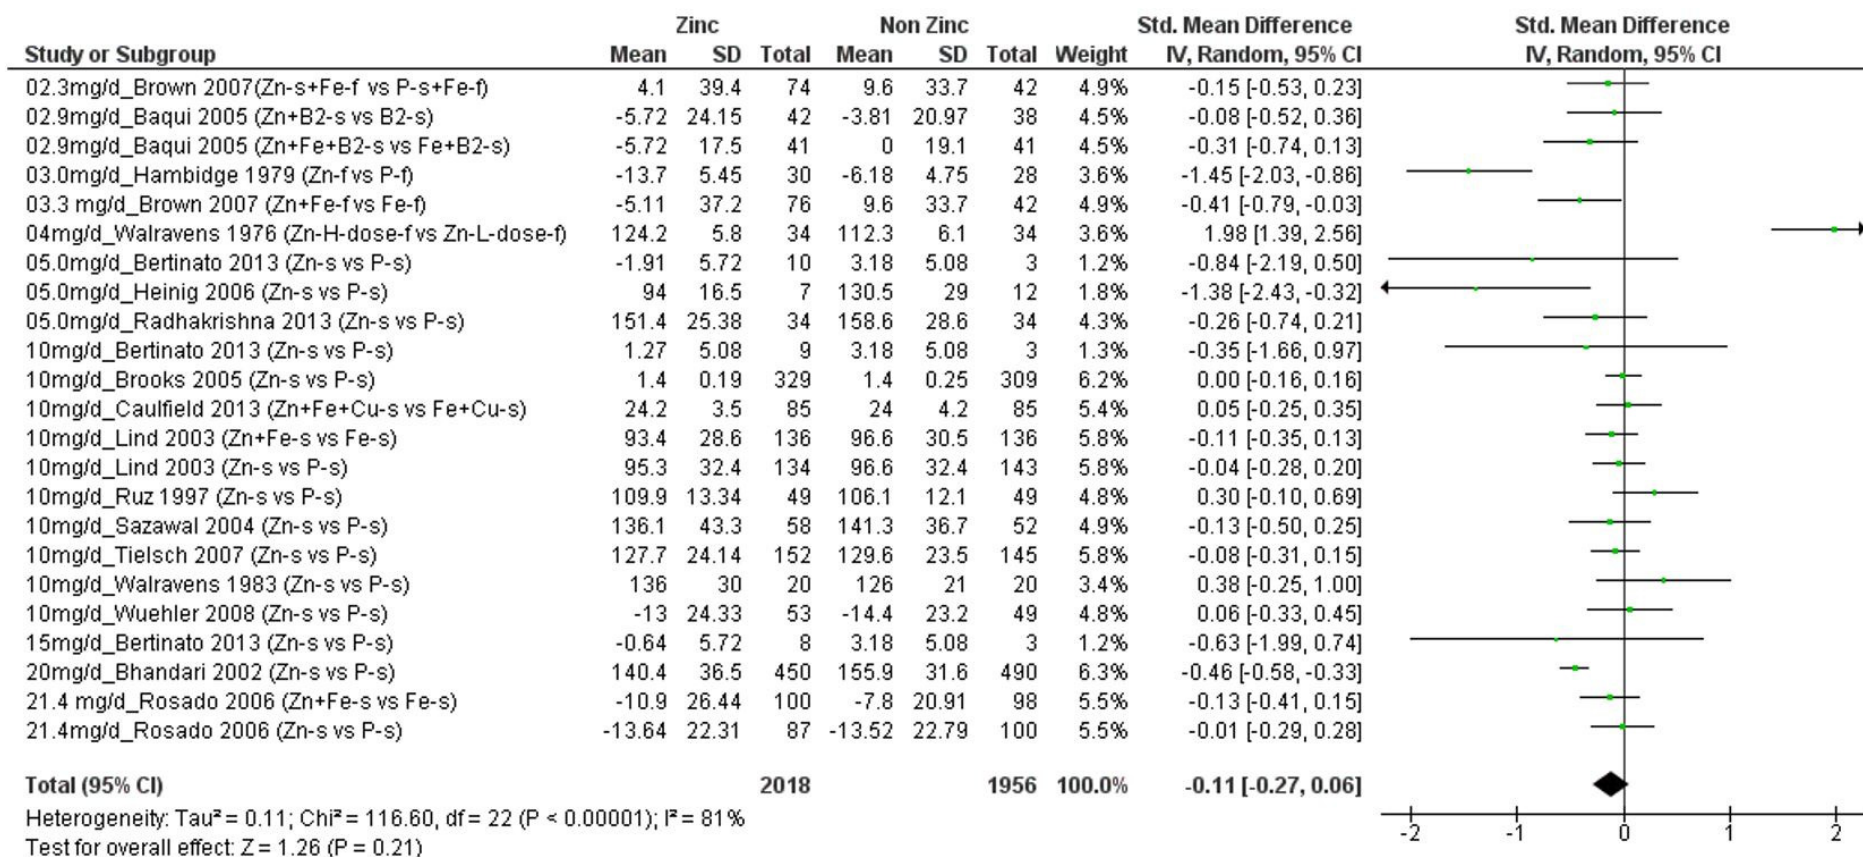 Zinc Non Zinc Std. Mean Difference Std. Mean Difference
Study or Subgroup Mean SD Total Mean SD Total Weight IV, Random, 95% CI IV, Random, 95% CI
02.3mg/d_Brown 2007(Zn-s+Fe-f vs P-s+Fe-f) 4.1 39.4 74 9.6 33.7 42 4.9% -0.15 [-0.53, 0.23]
02.9mg/d_Baqui 2005 (Zn+B2-s vs B2-s) -5.72 24.15 42 -3.81 20.97 38 4.5% -0.08 [-0.52, 0.36]
02.9mg/d_Baqui 2005 (Zn+Fe+B2-s vs Fe+B2-s) -5.72 17.5 41 0 19.1 41 4.5% -0.31 [-0.74, 0.13]
03.0mg/d_Hambidge 1979 (Zn-f vs P-f) -13.7 5.45 30 -6.18 4.75 28 3.6% -1.45 [-2.03, -0.86]
03.3 mg/d_Brown 2007 (Zn+Fe-f vs Fe-f) -5.11 37.2 76 9.6 33.7 42 4.9% -0.41 [-0.79, -0.03]
04mg/d_Walravens 1976 (Zn-H-dose-f vs Zn-L-dose-f) 124.2 5.8 34 112.3 6.1 34 3.6% 1.98 [1.39, 2.56]
05.0mg/d_Bertinato 2013 (Zn-s vs P-s) -1.91 5.72 10 3.18 5.08 3 1.2% -0.84 [-2.19, 0.50]
05.0mg/d_Heinig 2006 (Zn-s vs P-s) 94 16.5 7 130.5 29 12 1.8% -1.38 [-2.43, -0.32]
05.0mg/d_Radhakrishna 2013 (Zn-s vs P-s) 151.4 25.38 34 158.6 28.6 34 4.3% -0.26 [-0.74, 0.21]
10mg/d_Bertinato 2013 (Zn-s vs P-s) 1.27 5.08 9 3.18 5.08 3 1.3% -0.35 [-1.66, 0.97]
10mg/d_Brooks 2005 (Zn-s vs P-s) 1.4 0.19 329 1.4 0.25 309 6.2% 0.00 [-0.16, 0.16]
10mg/d_Caulfield 2013 (Zn+Fe+Cu-s vs Fe+Cu-s) 24.2 3.5 85 24 4.2 85 5.4% 0.05 [-0.25, 0.35]
10mg/d_Lind 2003 (Zn+Fe-s vs Fe-s) 93.4 28.6 136 96.6 30.5 136 5.8% -0.11 [-0.35, 0.13]
10mg/d_Lind 2003 (Zn-s vs P-s) 95.3 32.4 134 96.6 32.4 143 5.8% -0.04 [-0.28, 0.20]
10mg/d_Ruz 1997 (Zn-s vs P-s) 109.9 13.34 49 106.1 12.1 49 4.8% 0.30 [-0.10, 0.69]
10mg/d_Sazawal 2004 (Zn-s vs P-s) 136.1 43.3 58 141.3 36.7 52 4.9% -0.13 [-0.50, 0.25]
10mg/d_Tielsch 2007 (Zn-s vs P-s) 127.7 24.14 152 129.6 23.5 145 5.8% -0.08 [-0.31, 0.15]
10mg/d_Walravens 1983 (Zn-s vs P-s) 136 30 20 126 21 20 3.4% 0.38 [-0.25, 1.00]
10mg/d_Wuehler 2008 (Zn-s vs P-s) -13 24.33 53 -14.4 23.2 49 4.8% 0.06 [-0.33, 0.45]
15mg/d_Bertinato 2013 (Zn-s vs P-s) -0.64 5.72 8 3.18 5.08 3 1.2% -0.63 [-1.99, 0.74]
20mg/d_Bhandari 2002 (Zn-s vs P-s) 140.4 36.5 450 155.9 31.6 490 6.3% -0.46 [-0.58, -0.33]
21.4 mg/d_Rosado 2006 (Zn+Fe-s vs Fe-s) -10.9 26.44 100 -7.8 20.91 98 5.5% -0.13 [-0.41, 0.15]
21.4mg/d_Rosado 2006 (Zn-s vs P-s) -13.64 22.31 87 -13.52 22.79 100 5.5% -0.01 [-0.29, 0.28]
Total (95% CI) 2018 1956 100.0% -0.11 [-0.27, 0.06]
Heterogeneity: Tau² = 0.11; Chi² = 116.60, df = 22 (P < 0.00001); I² = 81%
Test for overall effect: Z = 1.26 (P = 0.21)
-2 -1 0 1 2